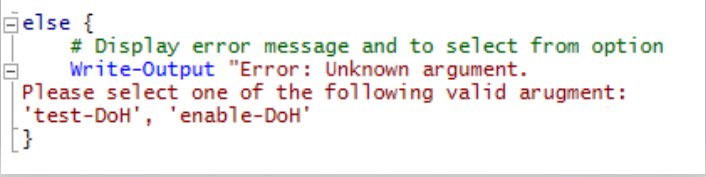 else {
# Display error message and to select from option
Write-Output "Error: Unknown argument.
Please select one of the following valid arugment:
'test-DoH', 'enable-DoH'
}